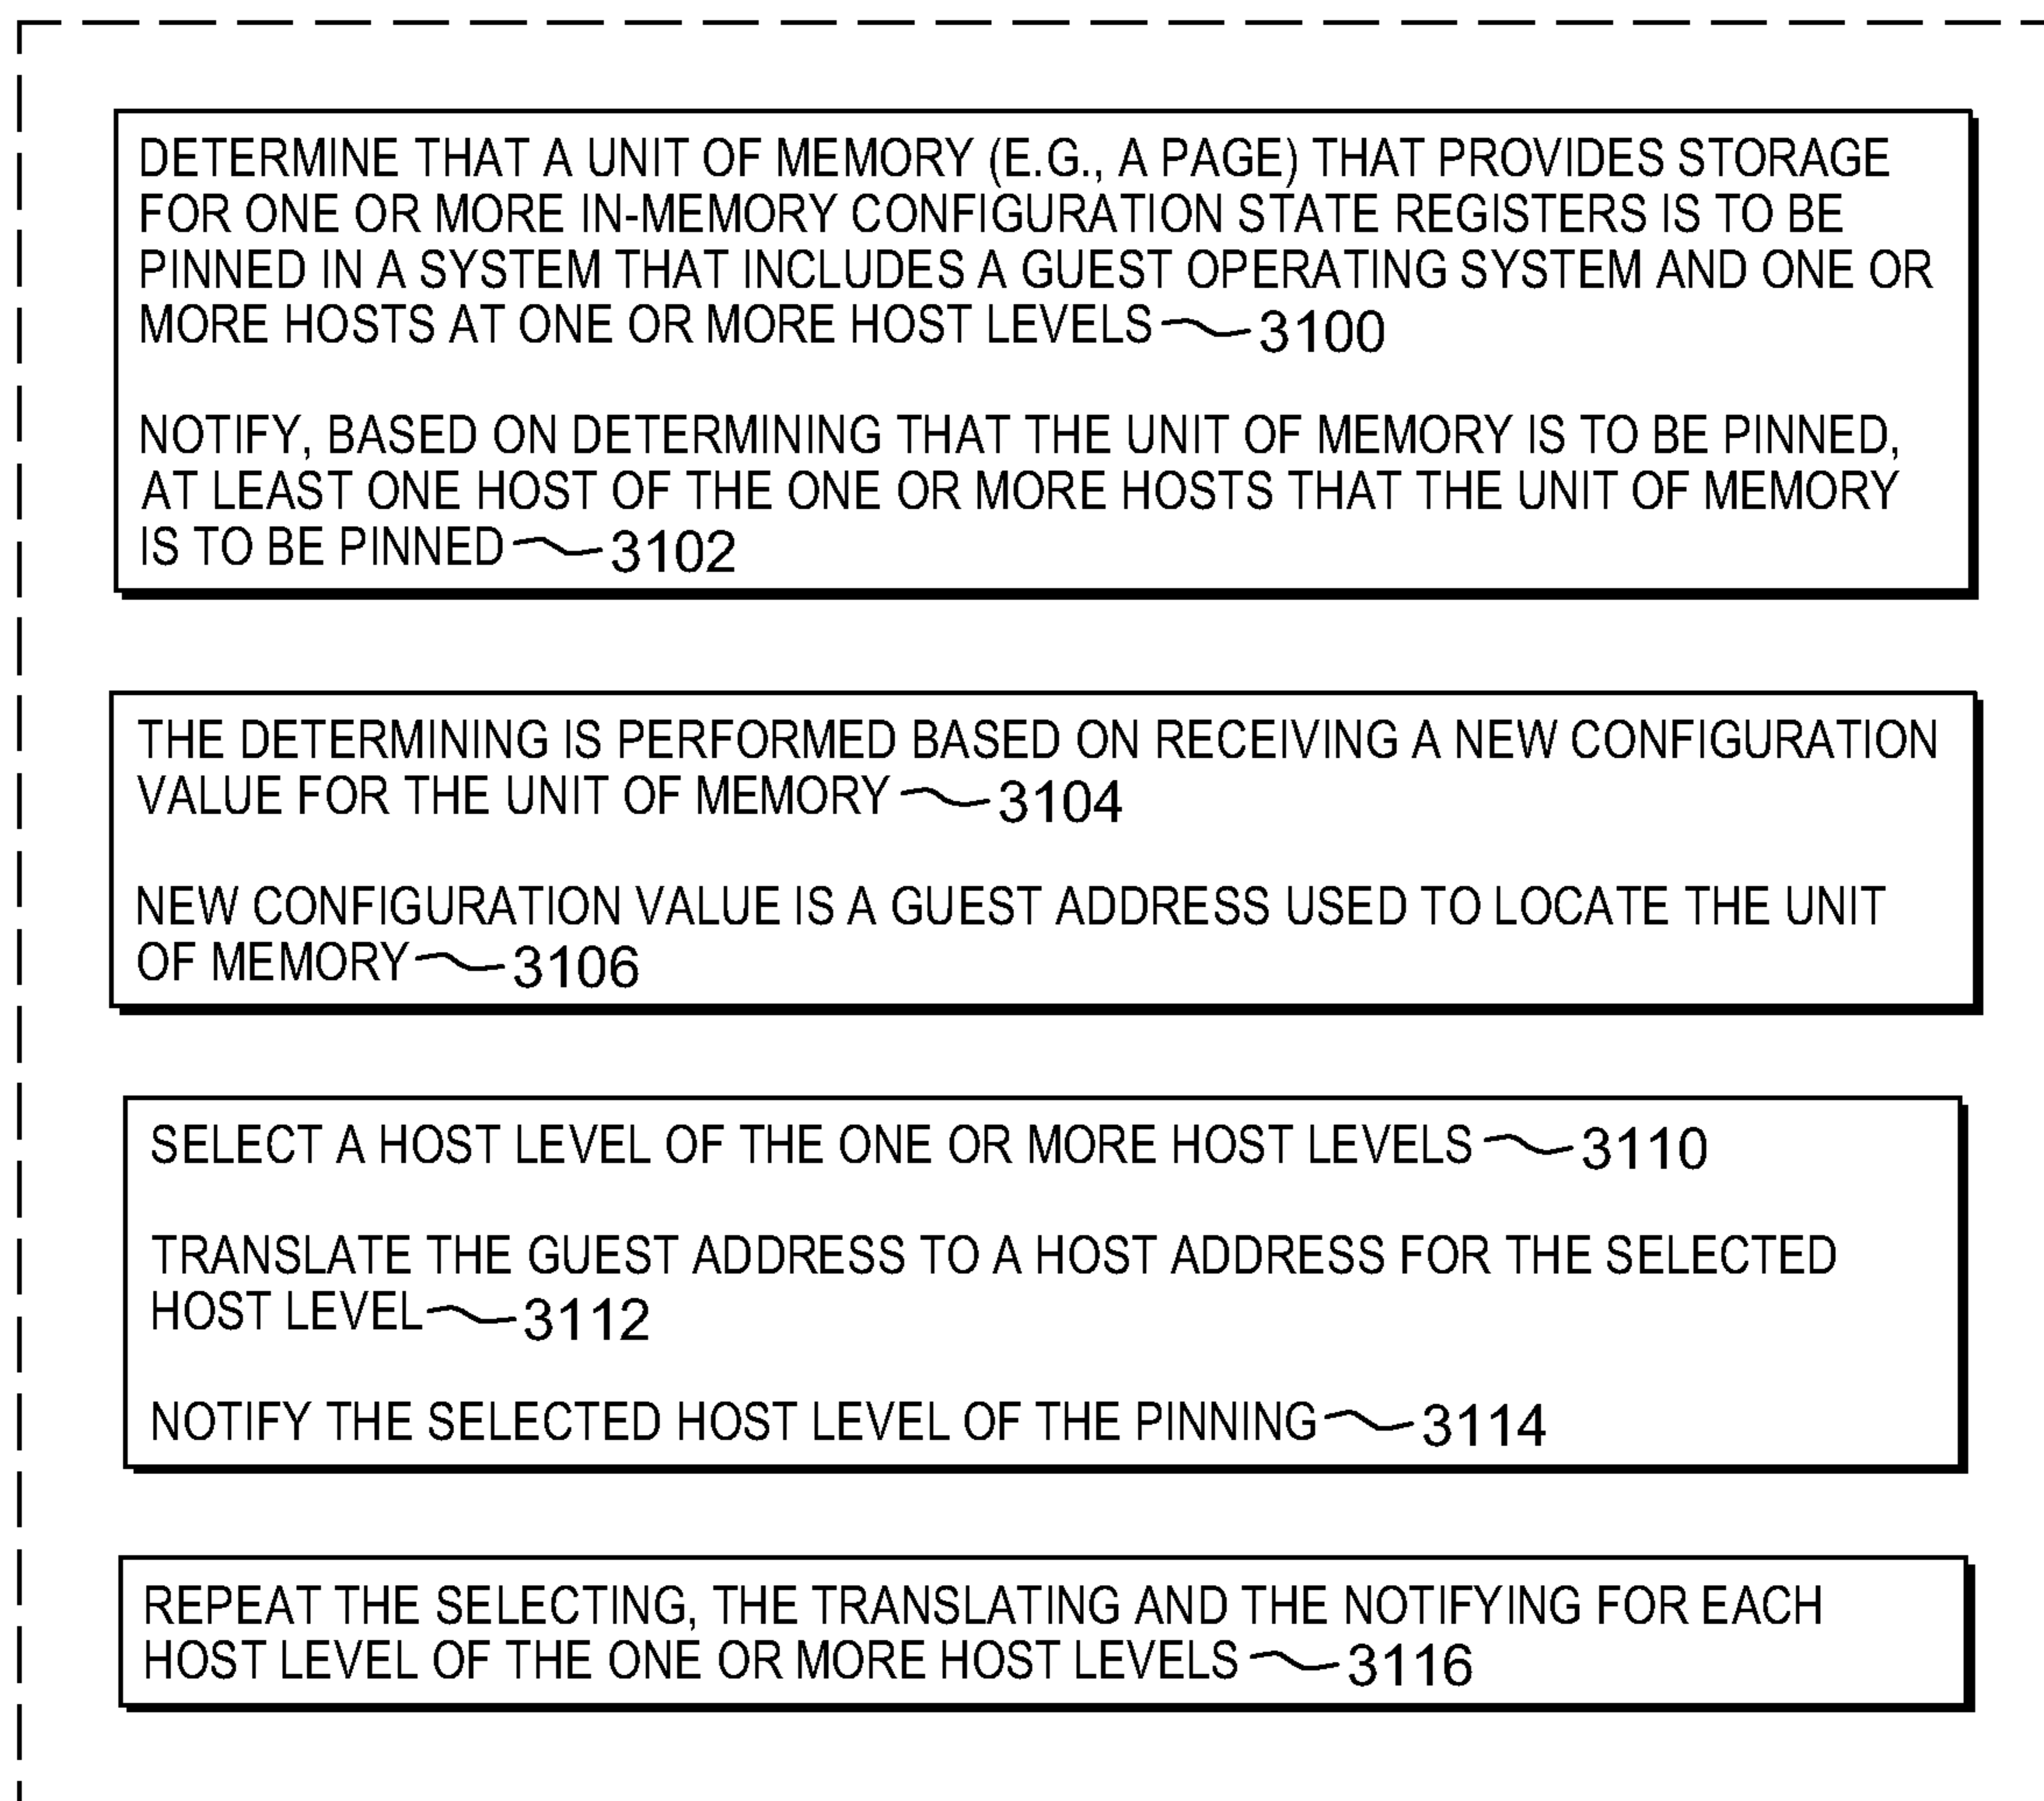 DETERMINE THAT A UNIT OF MEMORY (E.G., A PAGE) THAT PROVIDES STORAGE
FOR ONE OR MORE IN-MEMORY CONFIGURATION STATE REGISTERS IS TO BE
PINNED IN A SYSTEM THAT INCLUDES A GUEST OPERATING SYSTEM AND ONE OR
MORE HOSTS AT ONE OR MORE HOST LEVELS 3100
NOTIFY, BASED ON DETERMINING THAT THE UNIT OF MEMORY IS TO BE PINNED,
AT LEAST ONE HOST OF THE ONE OR MORE HOSTS THAT THE UNIT OF MEMORY
IS TO BE PINNED 3102
THE DETERMINING IS PERFORMED BASED ON RECEIVING A NEW CONFIGURATION
VALUE FOR THE UNIT OF MEMORY 3104
NEW CONFIGURATION VALUE IS A GUEST ADDRESS USED TO LOCATE THE UNIT
OF MEMORY 3106
SELECT A HOST LEVEL OF THE ONE OR MORE HOST LEVELS 3110
TRANSLATE THE GUEST ADDRESS TO A HOST ADDRESS FOR THE SELECTED
HOST LEVEL 3112
NOTIFY THE SELECTED HOST LEVEL OF THE PINNING 3114
REPEAT THE SELECTING, THE TRANSLATING AND THE NOTIFYING FOR EACH
HOST LEVEL OF THE ONE OR MORE HOST LEVELS 3116